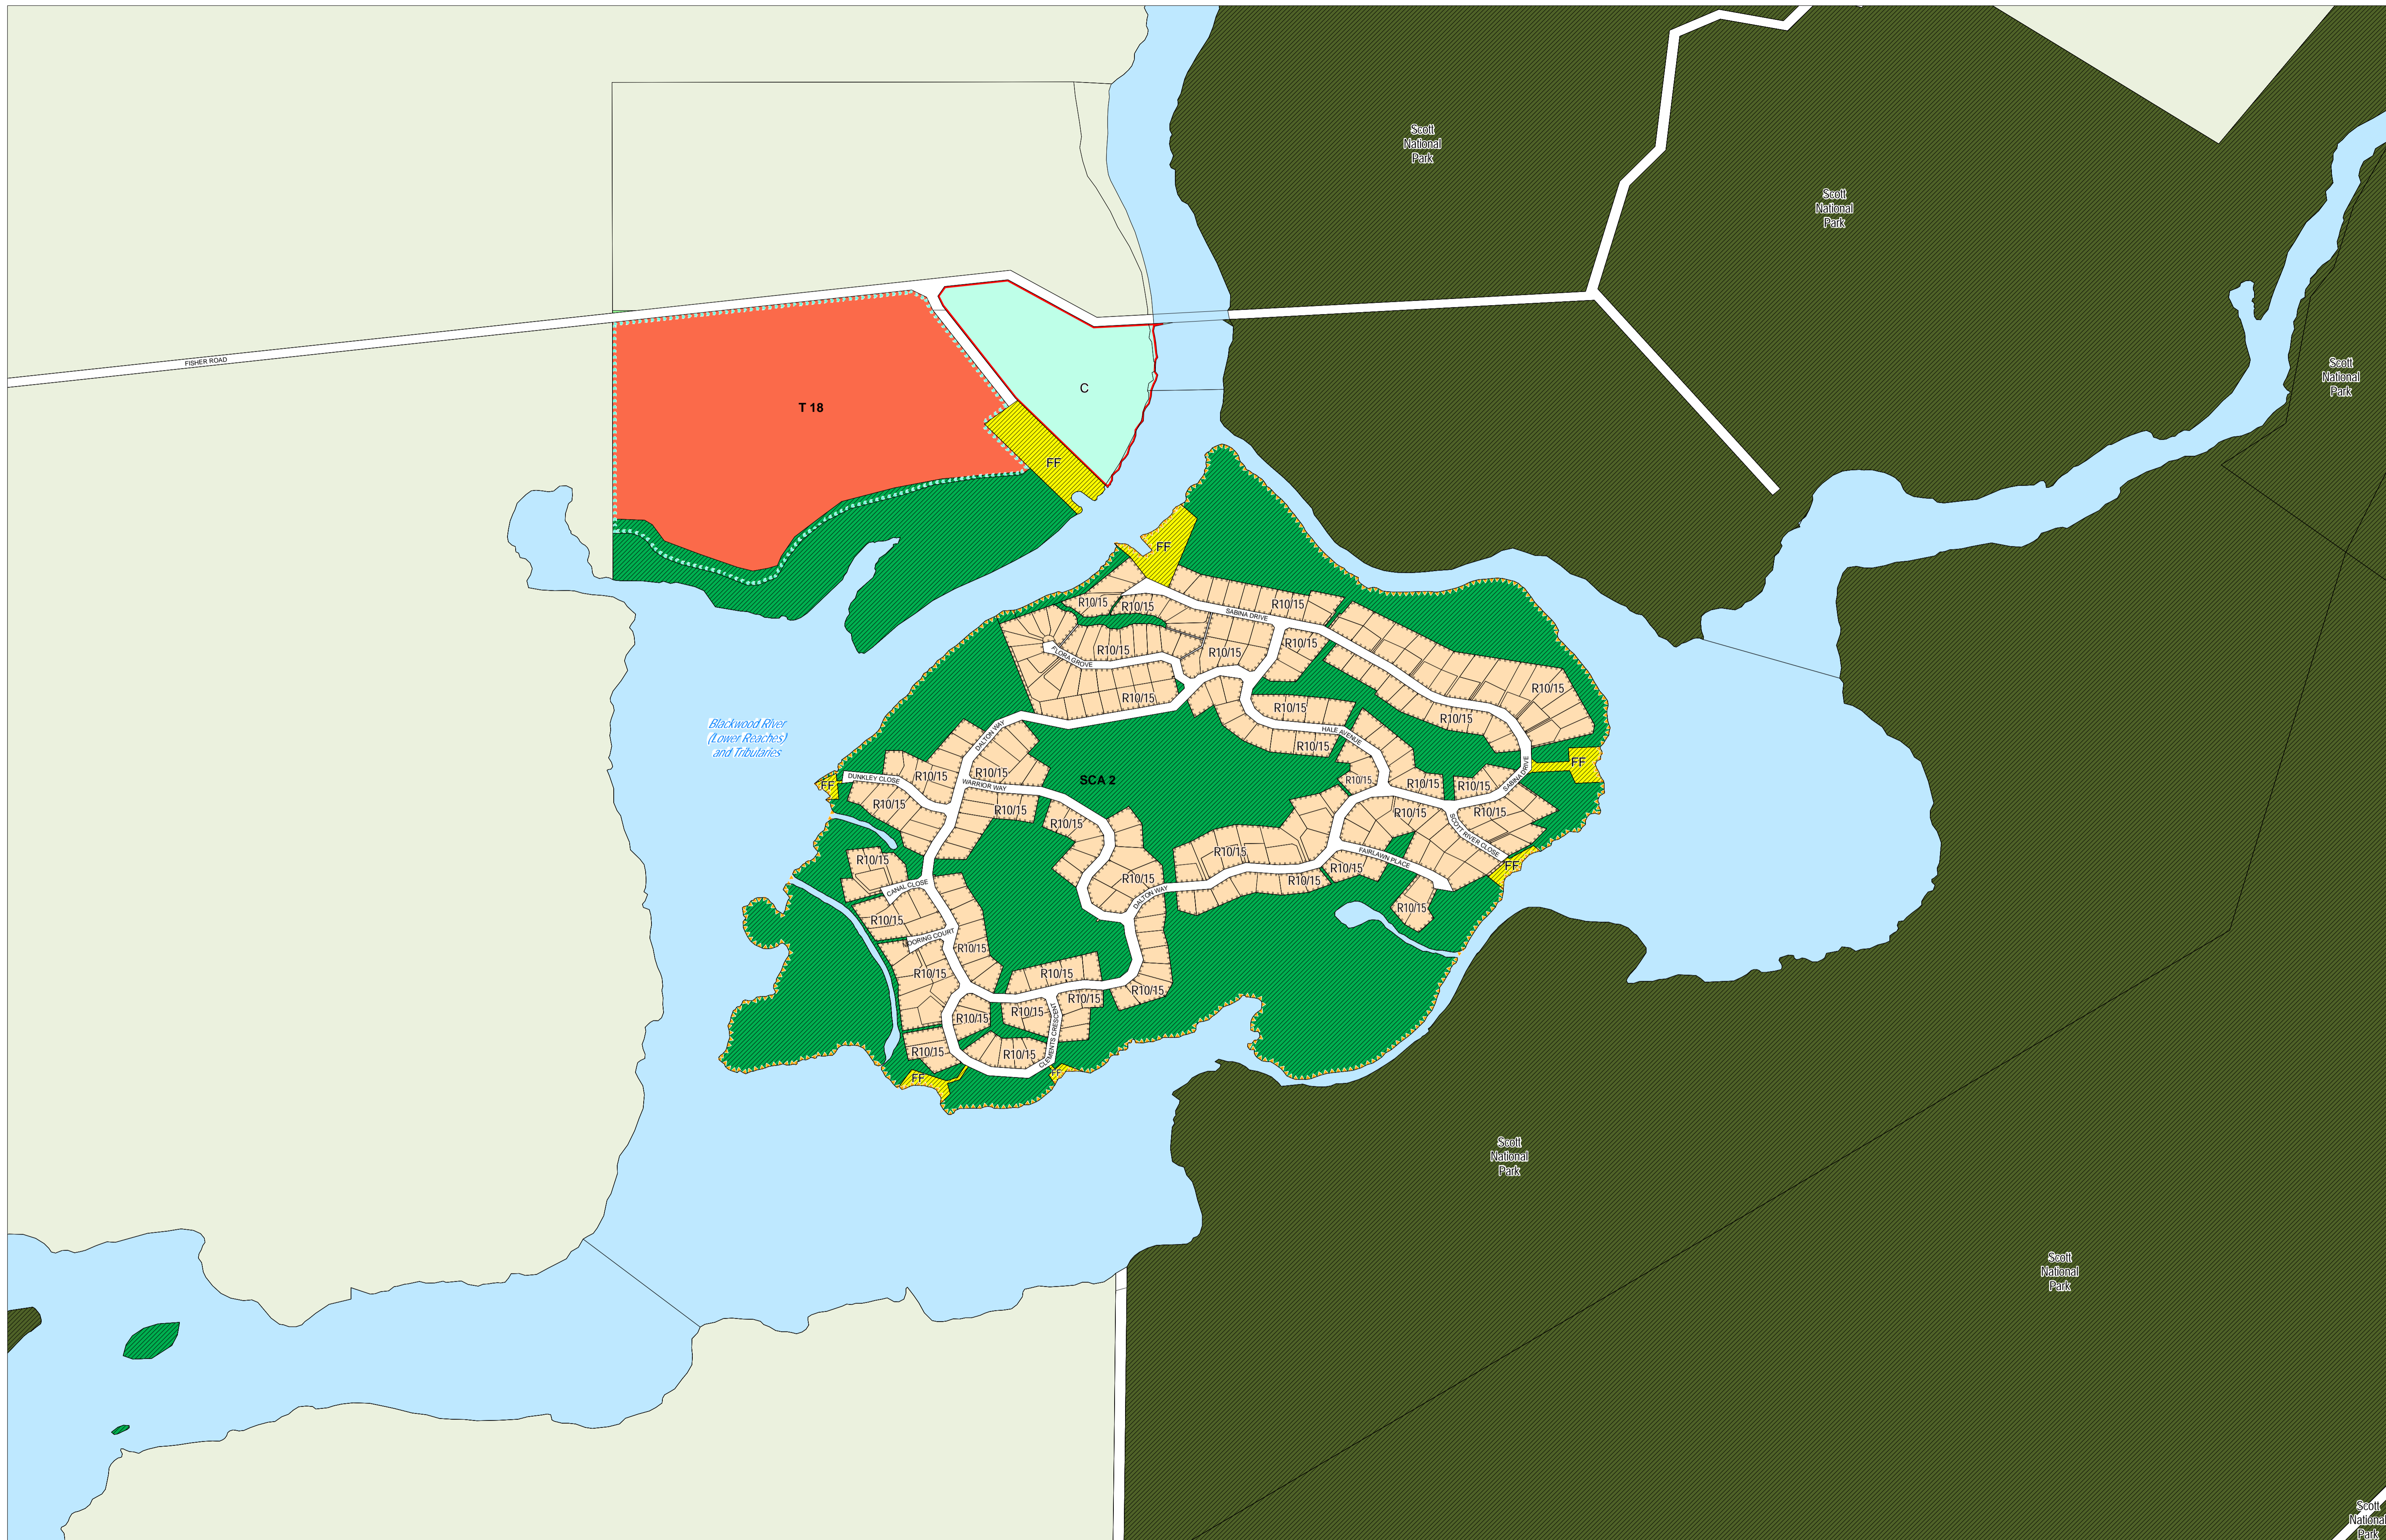 Scott
National
Park
Scott
National
Park
Scott
National
Park
FISHER ROAD
T 18
C
FF
FF
R10/15
R10/15
R10/15
SABINA DRIVE
R10/15
R10/15
R10/15
FLORA GROVE
R10/15
R10/15
R10/15
R10/15
Blackwood River
(Lower Reaches)
and Tributaries
DALTON WAY
HALE AVENUE
R10/15
FF
R10/15
R10/15
DUNKLEY CLOSE
FF
WARRIOR WAY
SCA 2
R10/15
R10/15
R10/15
SABINA DRIVE
R10/15
R10/15
R10/15
R10/15
R10/15
SCOTT RIVER CLOSE
R10/15
FAIRLAWN PLACE
R10/15
FF
R10/15
CANAL CLOSE
R10/15
DALTON WAY
R10/15
R10/15
R10/15
R10/15
MOORING COURT
R10/15
R10/15
R10/15
R10/15
R10/15
R10/15
R10/15
CLEMENTS CRESCENT
R10/15
R10/15
FF
FF
Scott
National
Park
Scott
National
Park
Scott
National
Park